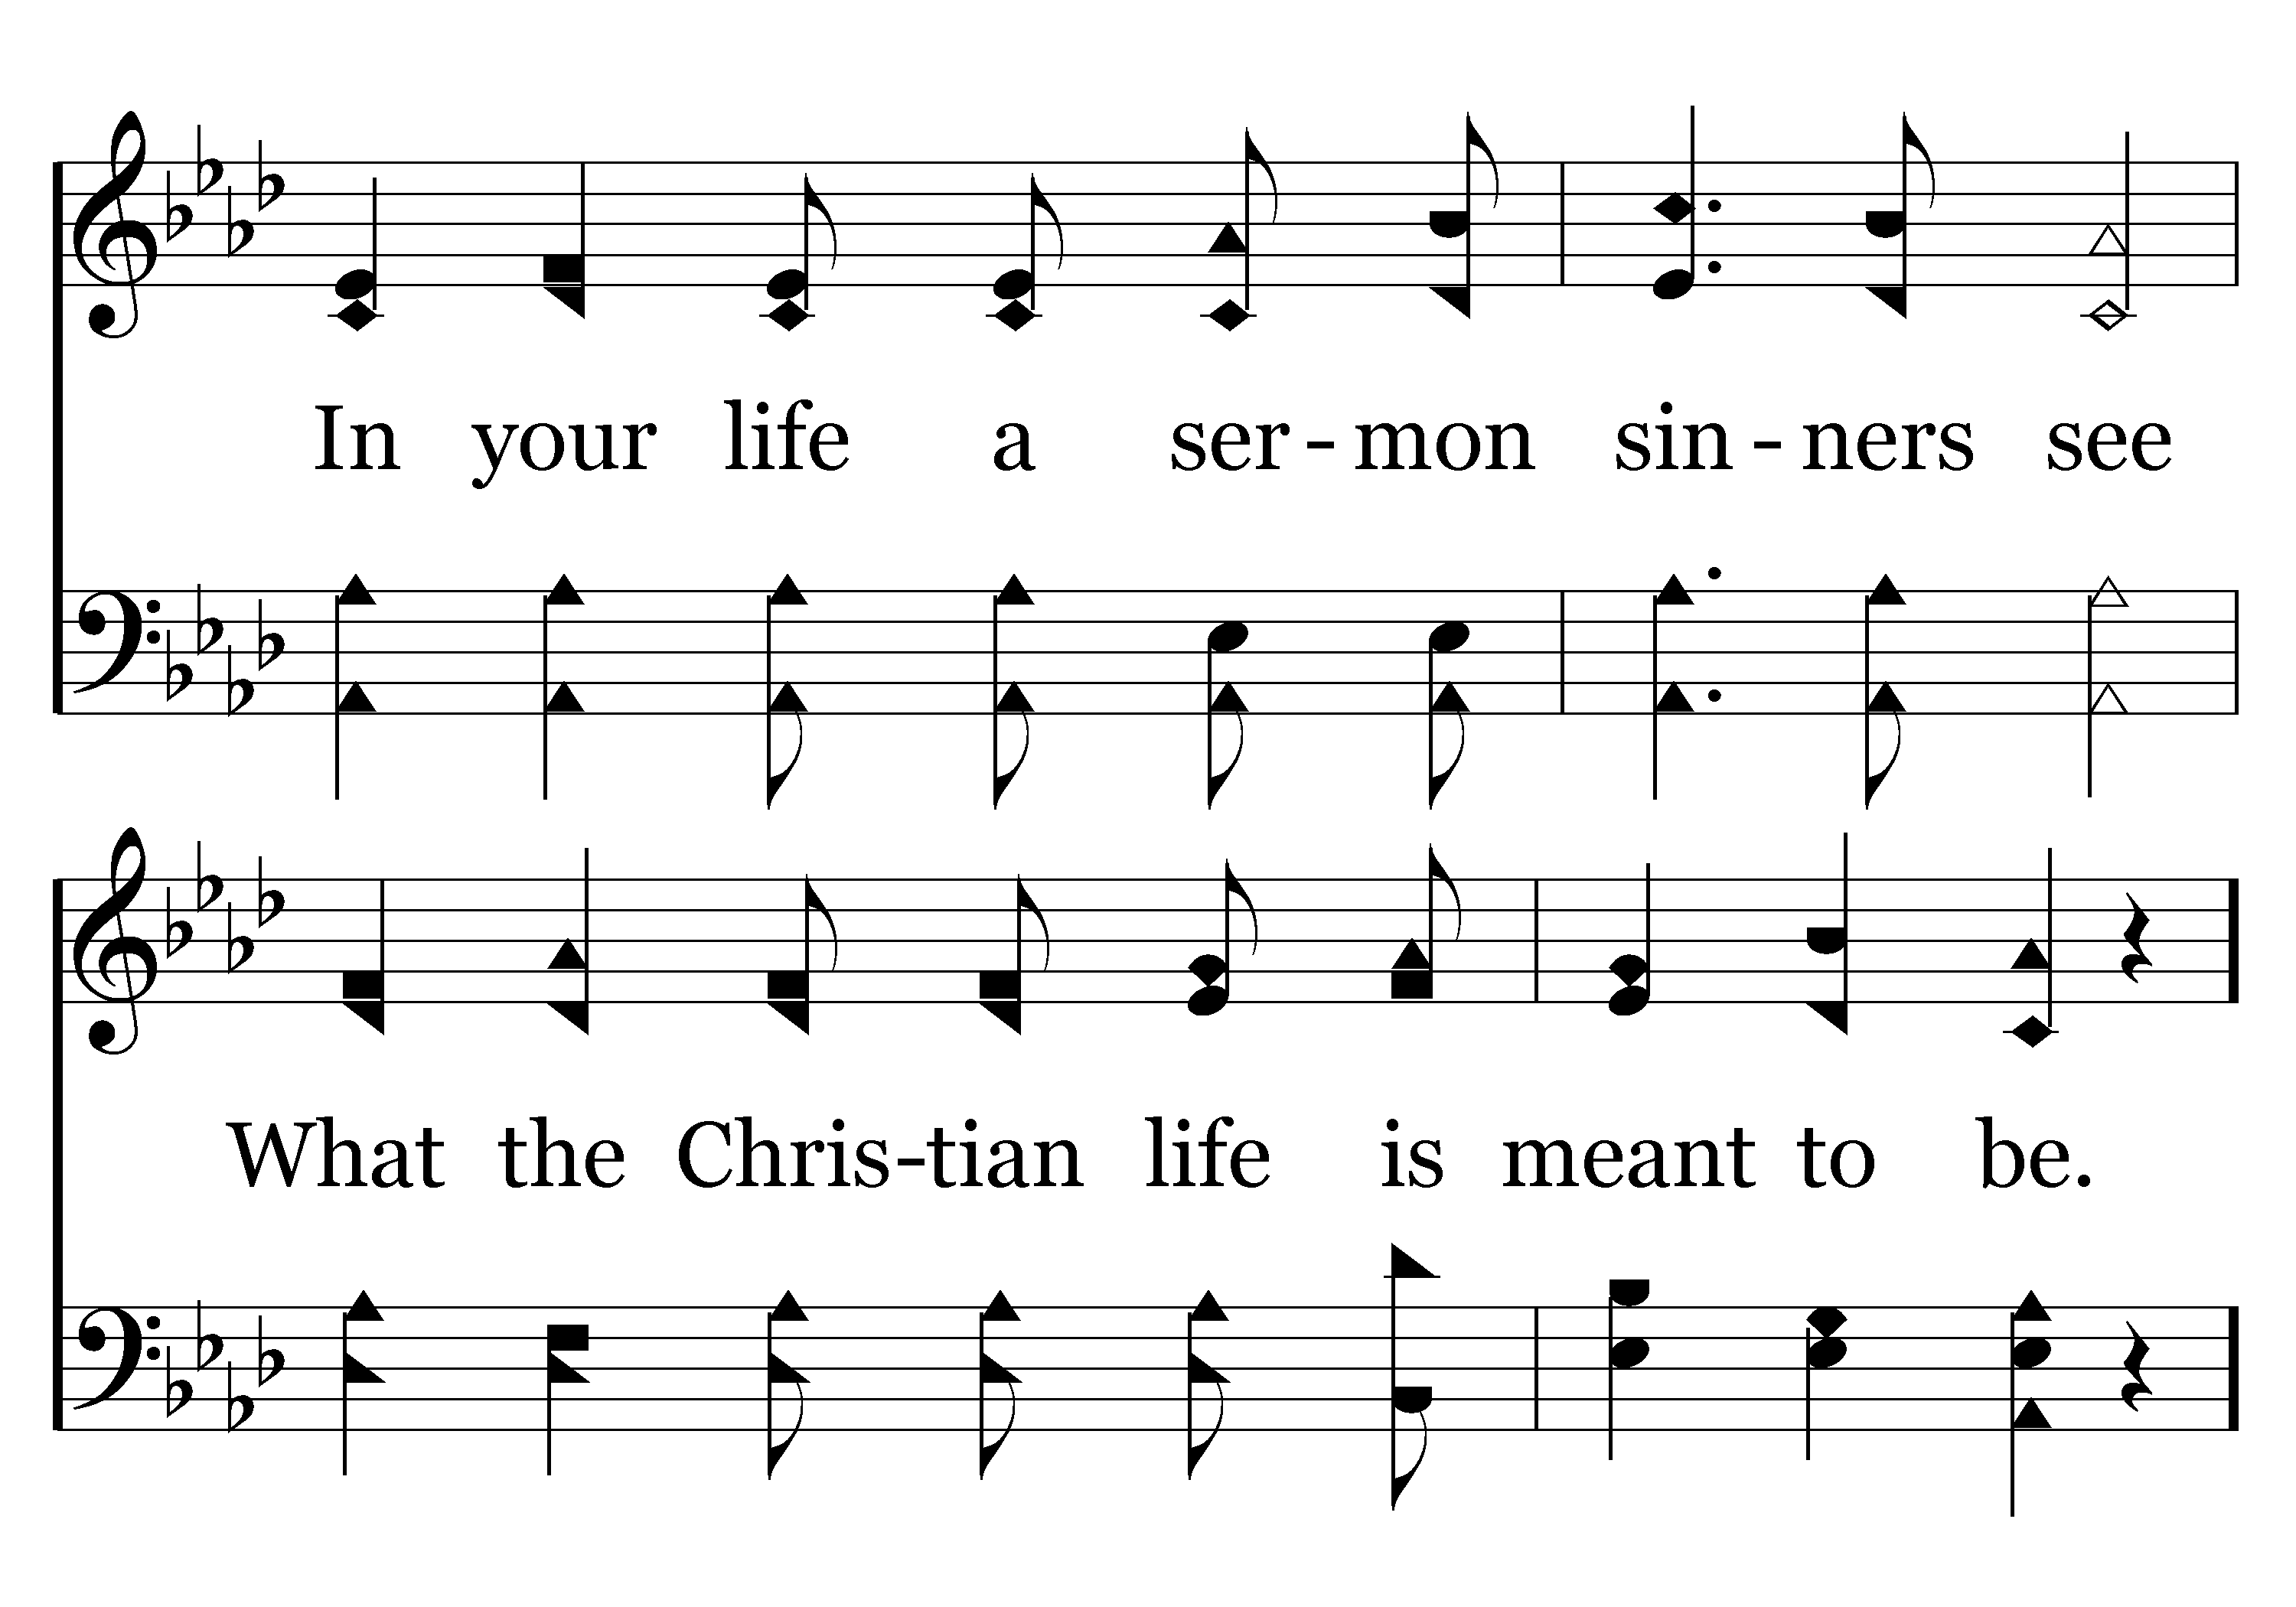 In your life a ser-mon sin-ners see
What the Chris-tian life is meant to be.